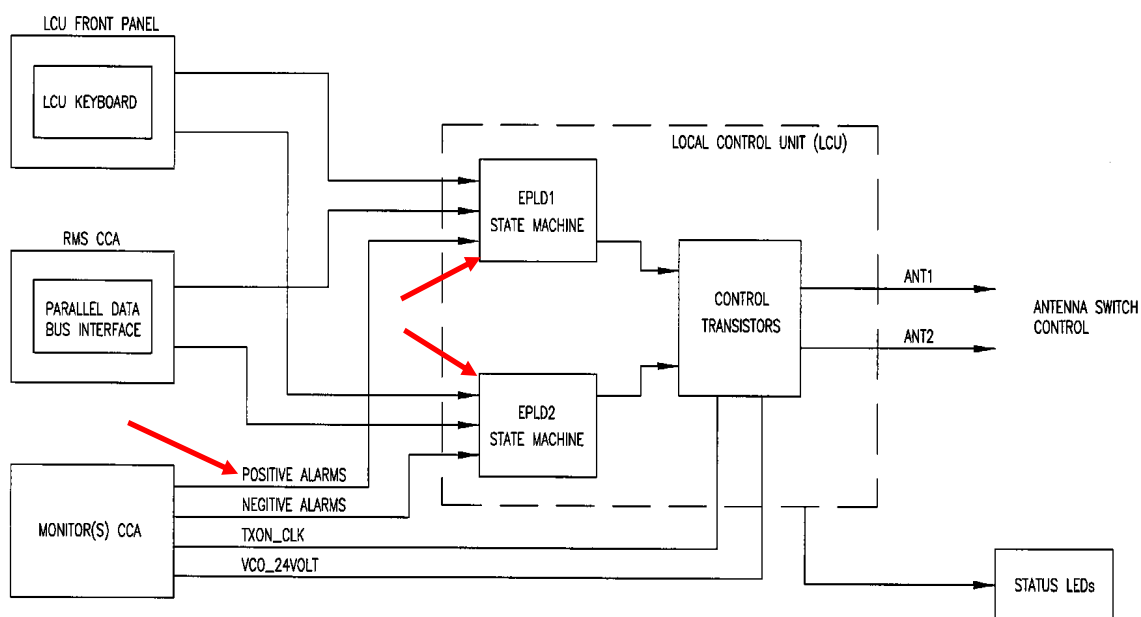 LCU FRONT PANEL
LCU KEYBOARD
LOCAL CONTROL UNIT (LCU)
EPLD1
STATE MACHINE
RMS CCA
PARALLEL DATA
BUS INTERFACE
CONTROL
TRANSISTORS
ANT1
ANT2
ANTENNA SWITCH
CONTROL
EPLD2
STATE MACHINE
POSITIVE ALARMS
NEGITIVE ALARMS
MONITOR(S) CCA
TXON_CLK
VCO_24VOLT
STATUS LEDs